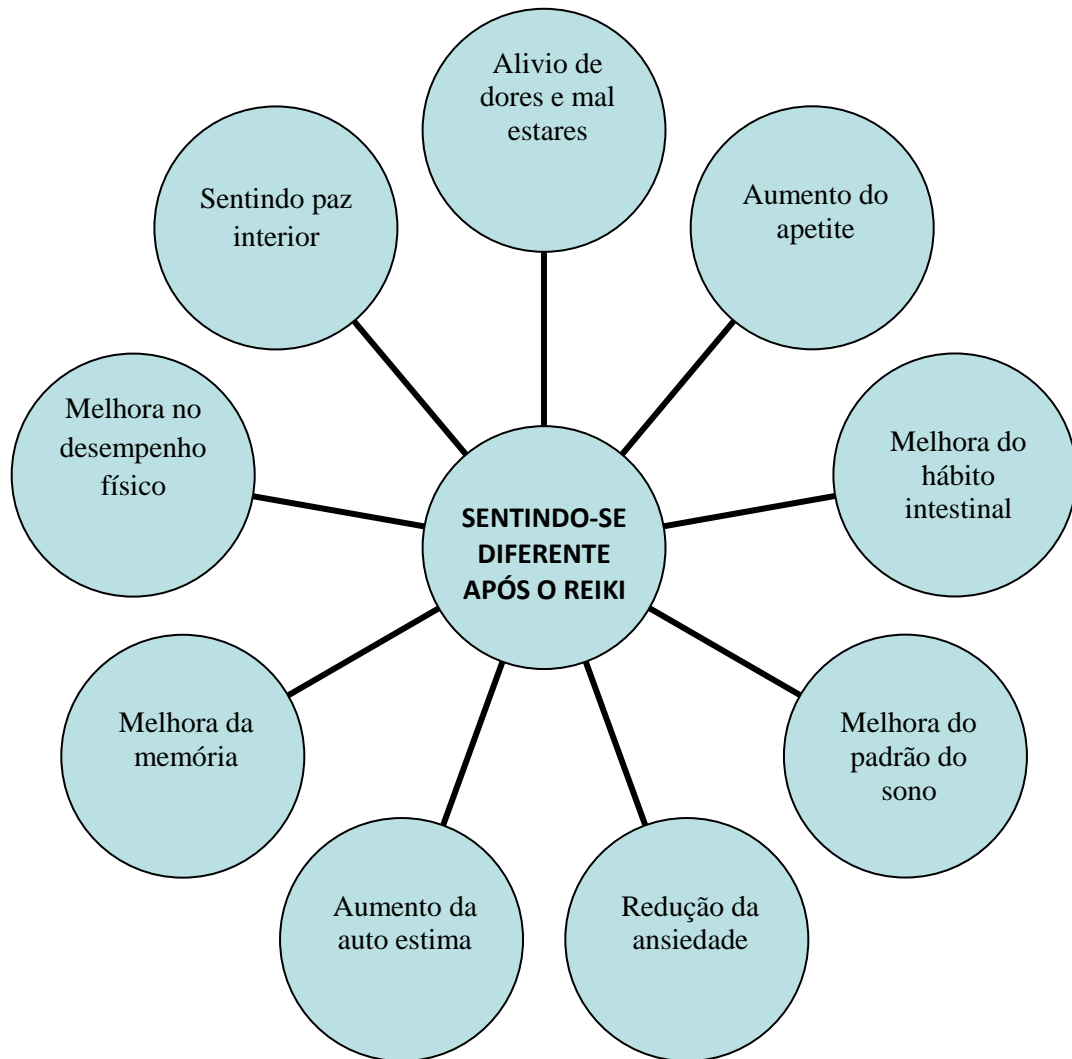 Alivio de
dores e mal
estares
Sentindo paz
interior
Aumento do
apetite
Melhora no
desempenho
físico
Melhora do
hábito
intestinal
SENTINDO-SE
DIFERENTE
APÓS O REIKI
Melhora da
memória
Melhora do
padrão do
sono
Aumento da
auto estima
Redução da
ansiedade